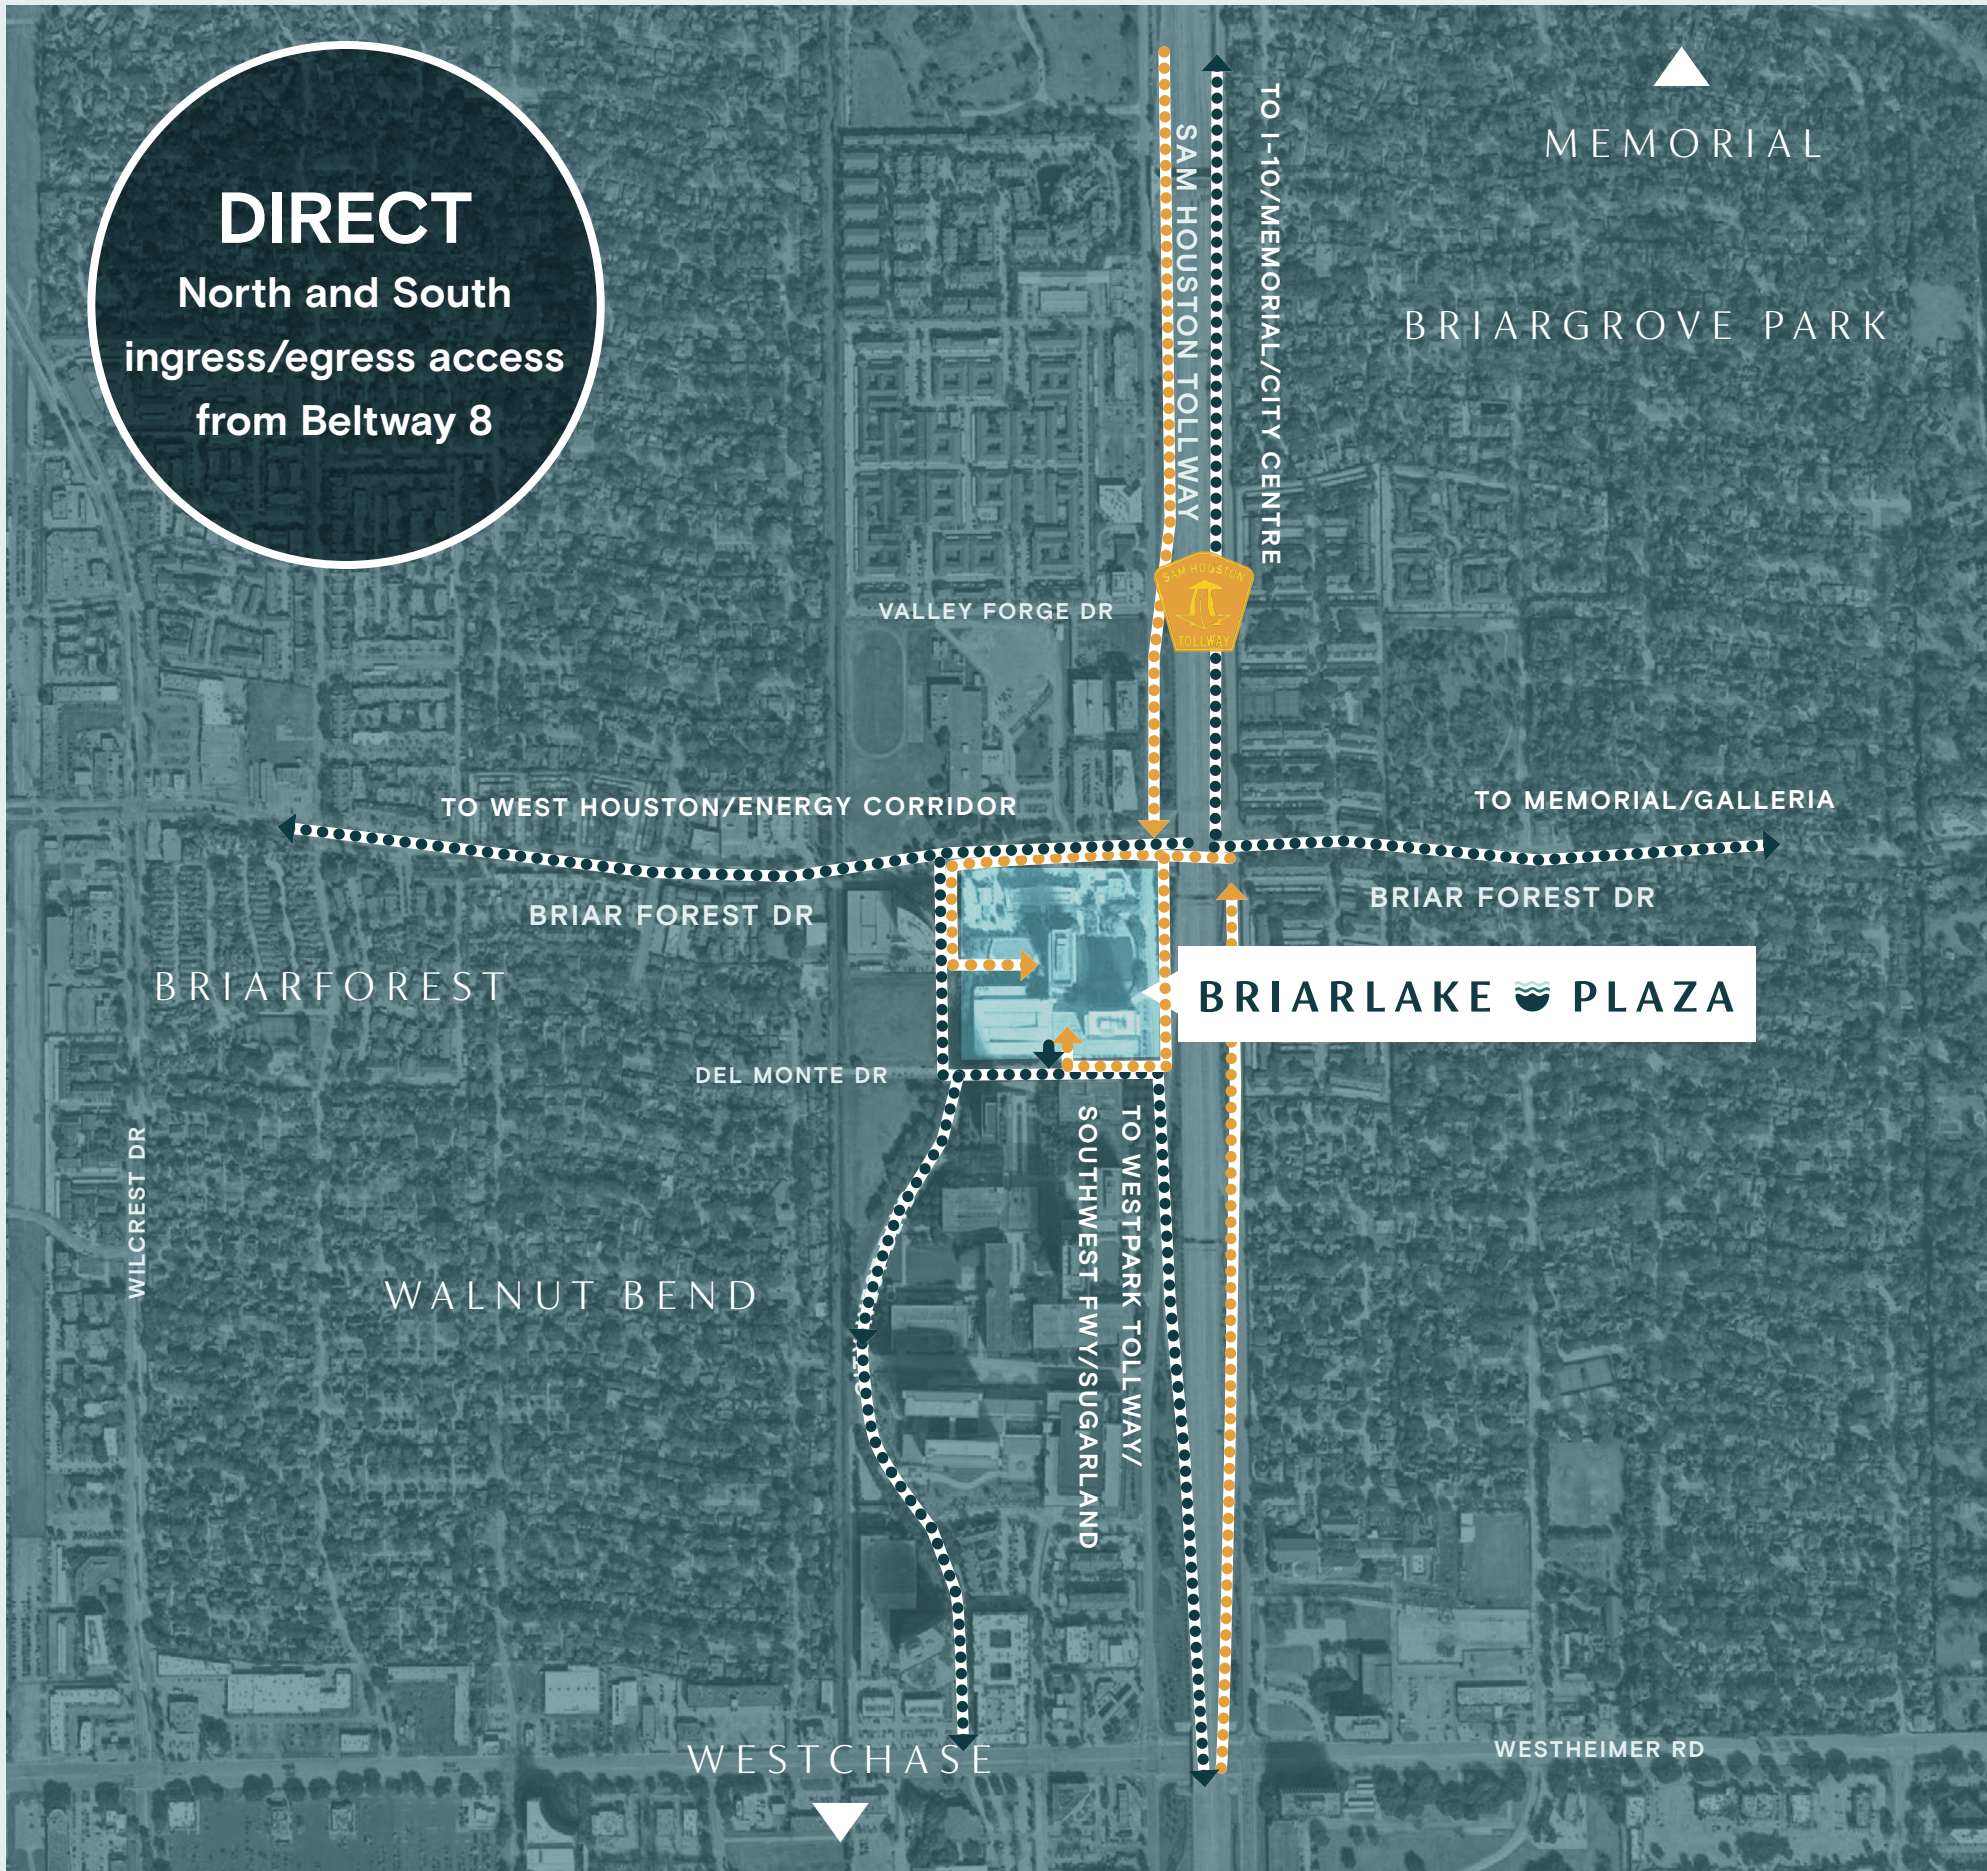 DIRECT
North and South
ingress/egress access
from Beltway 8
MEMORIAL
BRIARGROVE PARK
SAM HOUSTON TOLLWAY
TO I-10/MEMORIAL/CITY CENTRE
SAM HOUSTON
TOLLWAY
VALLEY FORGE DR
TO WEST HOUSTON/ENERGY CORRIDOR
TO MEMORIAL/GALLERIA
BRIAR FOREST DR
BRIAR FOREST DR
BRIARFOREST
BRIARLAKE PLAZA
DEL MONTE DR
WILCREST DR
TO WESTPARK TOLLWAY/
SOUTHWEST FWY/SUGARLAND
WALNUT BEND
WESTCHASE
WESTHEIMER RD